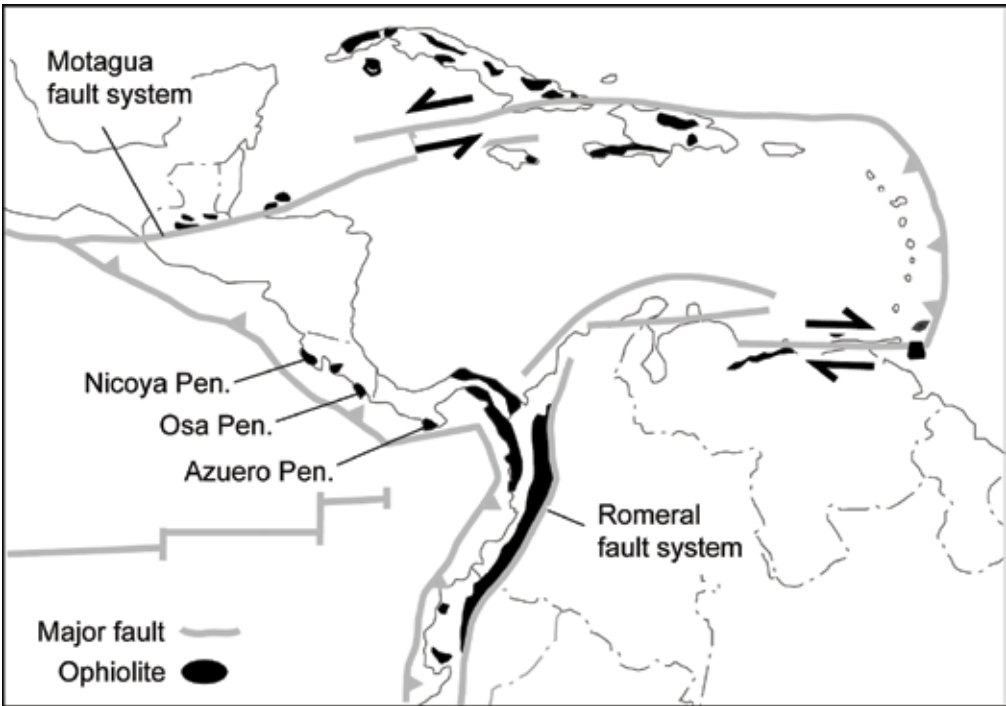 Motagua
fault system
Nicoya Pen.
Osa Pen.
Azuero Pen.
Romeral
fault system
Major fault
Ophiolite